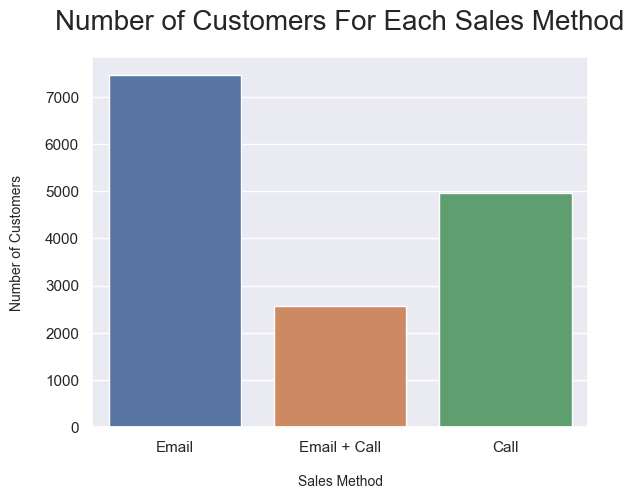 Number of Customers For Each Sales Method
Number of Customers
7000
6000
5000
4000
3000
2000
1000
0
Email
Email + Call
Call
Sales Method